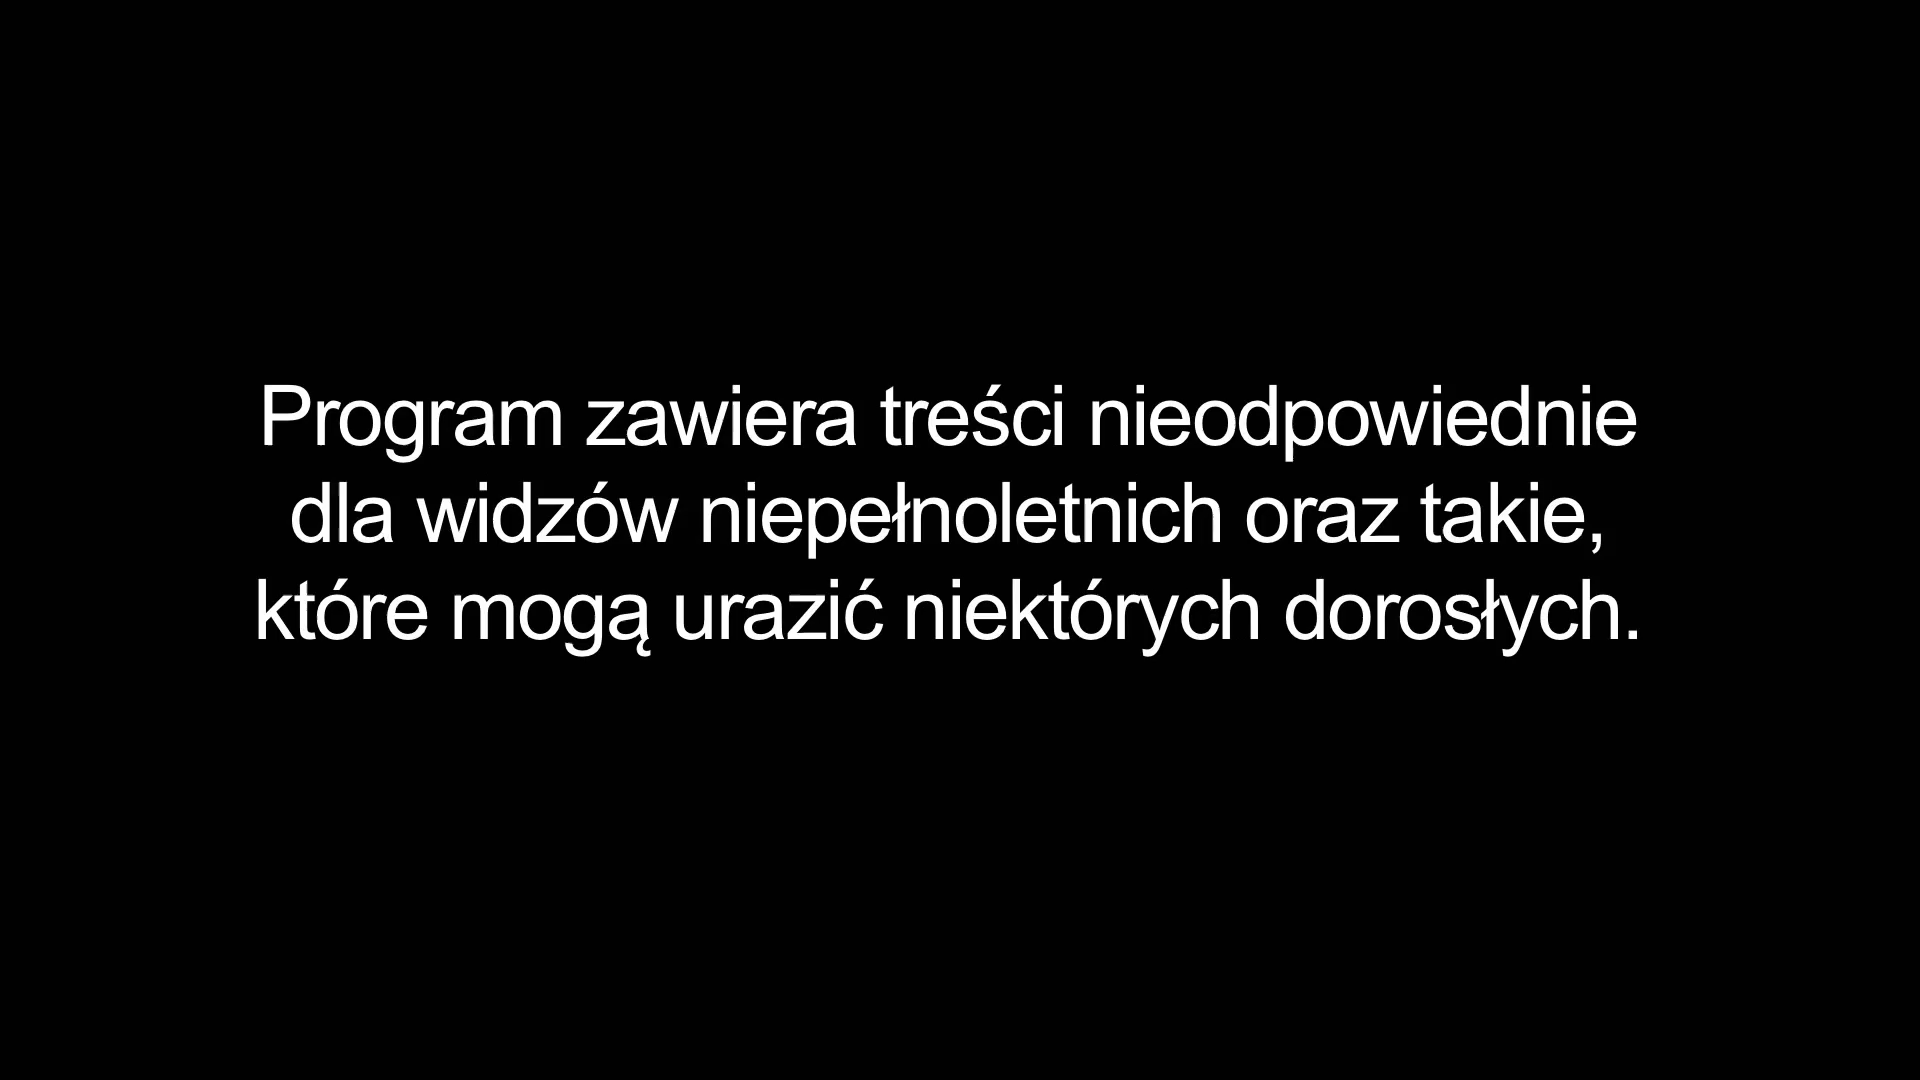 Program zawiera treści nieodpowiednie
dla widzów niepełnoletnich oraz takie,
które mogą urazić niektórych dorosłych.